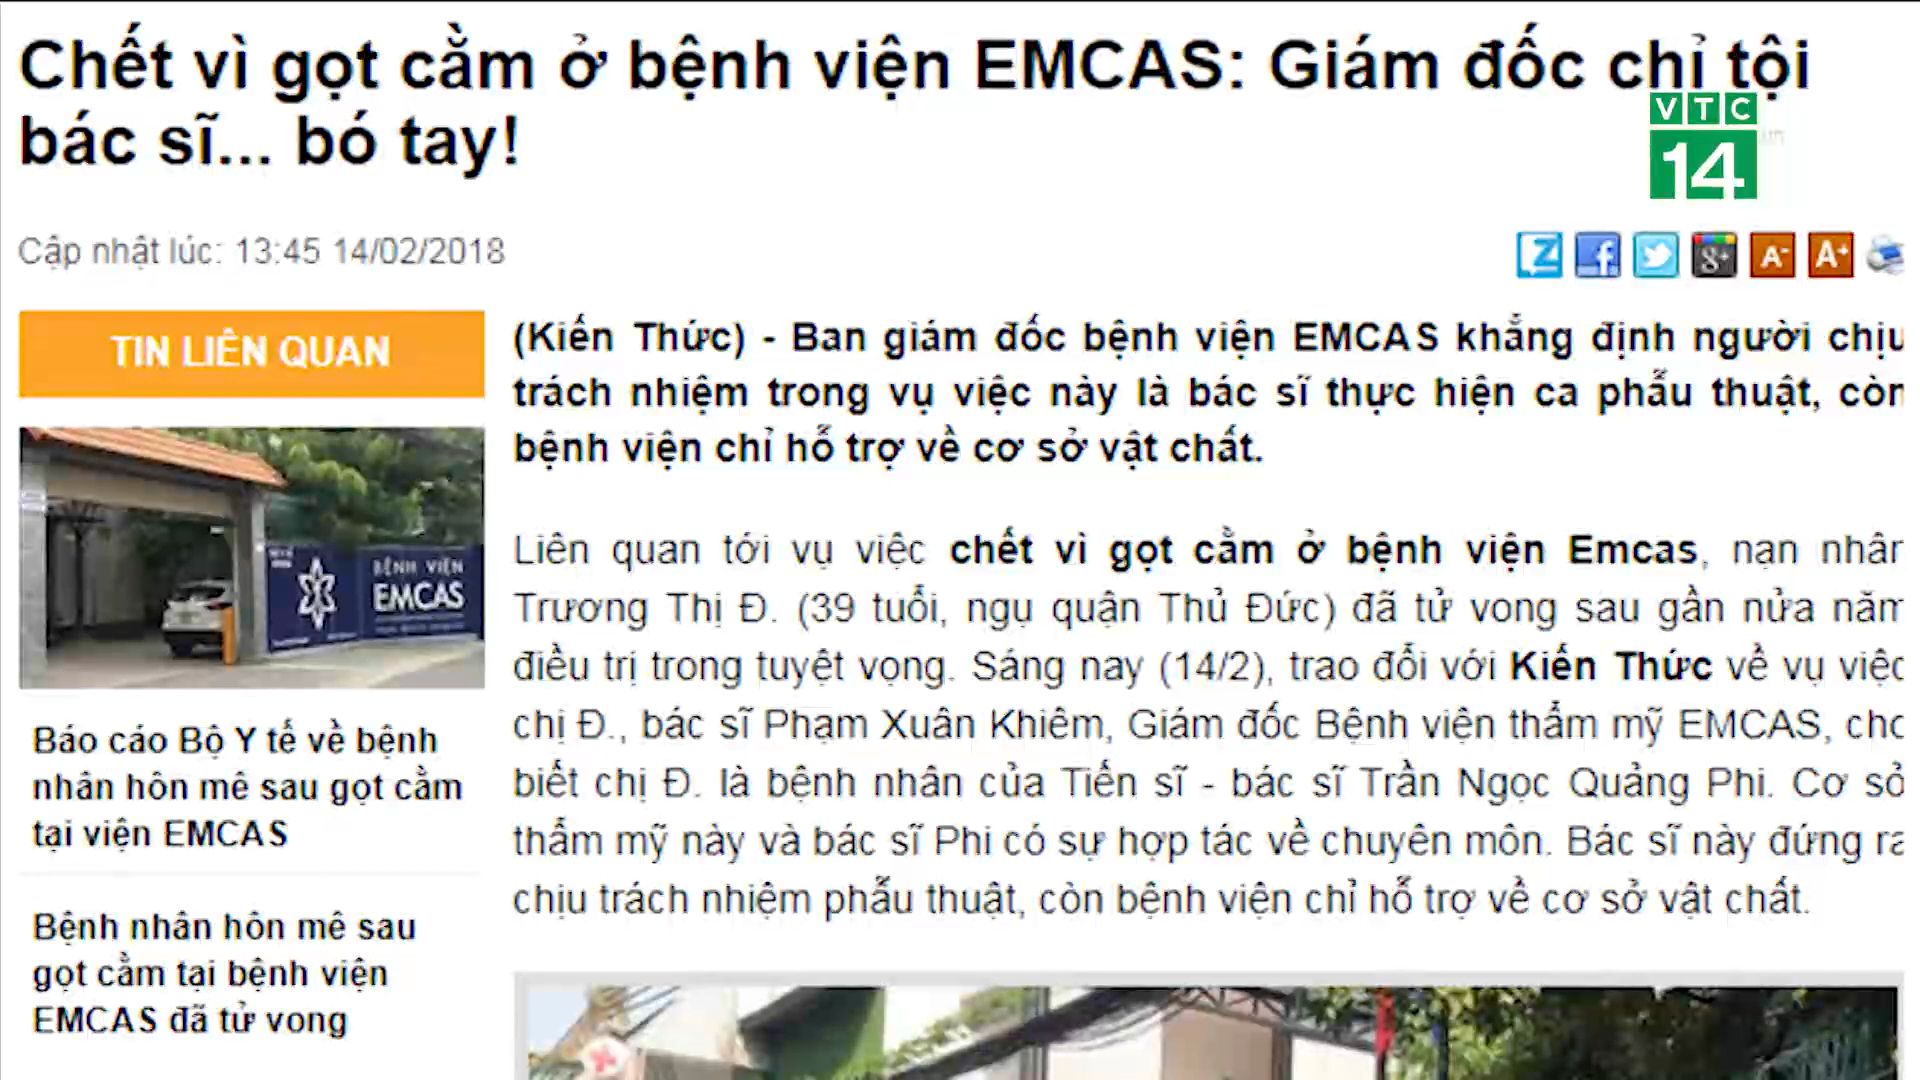 Chết vì gọt cằm ở bệnh viện EMCAS: Giám đốc chỉ tội
bác sĩ... bó tay!
VTC
14
Cập nhật lúc: 13:45 14/02/2018
A- A+
TIN LIÊN QUAN
BỆNH VIỆN
EMCAS
Báo cáo Bộ Y tế về bệnh
nhân hôn mê sau gọt cằm
tại viện EMCAS
Bệnh nhân hôn mê sau
gọt cằm tại bệnh viện
EMCAS đã tử vong
(Kiến Thức) - Ban giám đốc bệnh viện EMCAS khẳng định người chịu
trách nhiệm trong vụ việc này là bác sĩ thực hiện ca phẫu thuật, còn
bệnh viện chỉ hỗ trợ về cơ sở vật chất.
Liên quan tới vụ việc chết vì gọt cằm ở bệnh viện Emcas, nạn nhân
Trương Thị Đ. (39 tuổi, ngụ quận Thủ Đức) đã tử vong sau gần nửa năm
điều trị trong tuyệt vọng. Sáng nay (14/2), trao đổi với Kiến Thức về vụ việc
chị Đ., bác sĩ Phạm Xuân Khiêm, Giám đốc Bệnh viện thẩm mỹ EMCAS, cho
biết chị Đ. là bệnh nhân của Tiến sĩ - bác sĩ Trần Ngọc Quảng Phi. Cơ sở
thẩm mỹ này và bác sĩ Phi có sự hợp tác về chuyên môn. Bác sĩ này đứng ra
chịu trách nhiệm phẫu thuật, còn bệnh viện chỉ hỗ trợ về cơ sở vật chất.